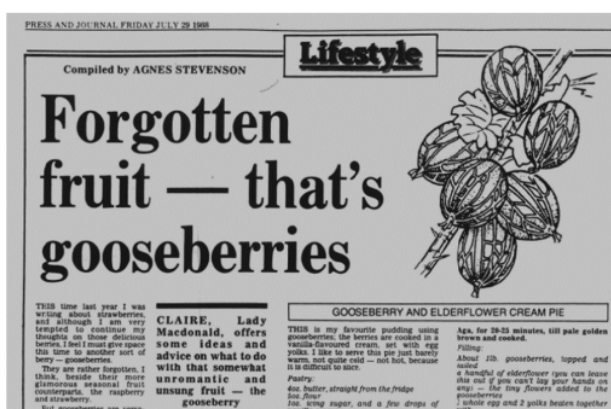 PRESS AND JOURNAL FRIDAY JULY 29 1988
Lifestyle
Compiled by AGNES STEVENSON
Forgotten
fruit — that's
gooseberries
THIS time last year I was
writing about strawberries,
and although I am very
tempted to continue my
thoughts on those delicious
berries, I feel I must give space
this time to another sort of
berry — gooseberries.
They are rather forgotten, I
think, beside their more
glamorous seasonal fruit
counterparts, the raspberry
and strawberry.
CLAIRE, Lady
Macdonald, offers
some ideas and
advice on what to do
with that somewhat
unromantic and
unsung fruit — the
gooseberry
GOOSEBERRY AND ELDERFLOWER CREAM PIE
THIS is my favourite pudding using
gooseberries; the berries are cooked in a
vanilla-flavoured cream, set with egg
yolks. I like to serve this pie just barely
warm, not quite cold — not hot, because
it is difficult to slice.
Pastry:
4oz. butter, straight from the fridge
5oz. flour
1oz. icing sugar, and a few drops of
Aga, for 20-25 minutes, till pale golden
brown and cooked.
Filling:
About 1lb. gooseberries, topped and
tailed
a handful of elderflower (you can leave
this out if you can't lay your hands on
any) — the tiny flowers added to the
gooseberries
1 whole egg and 2 yolks beaten together